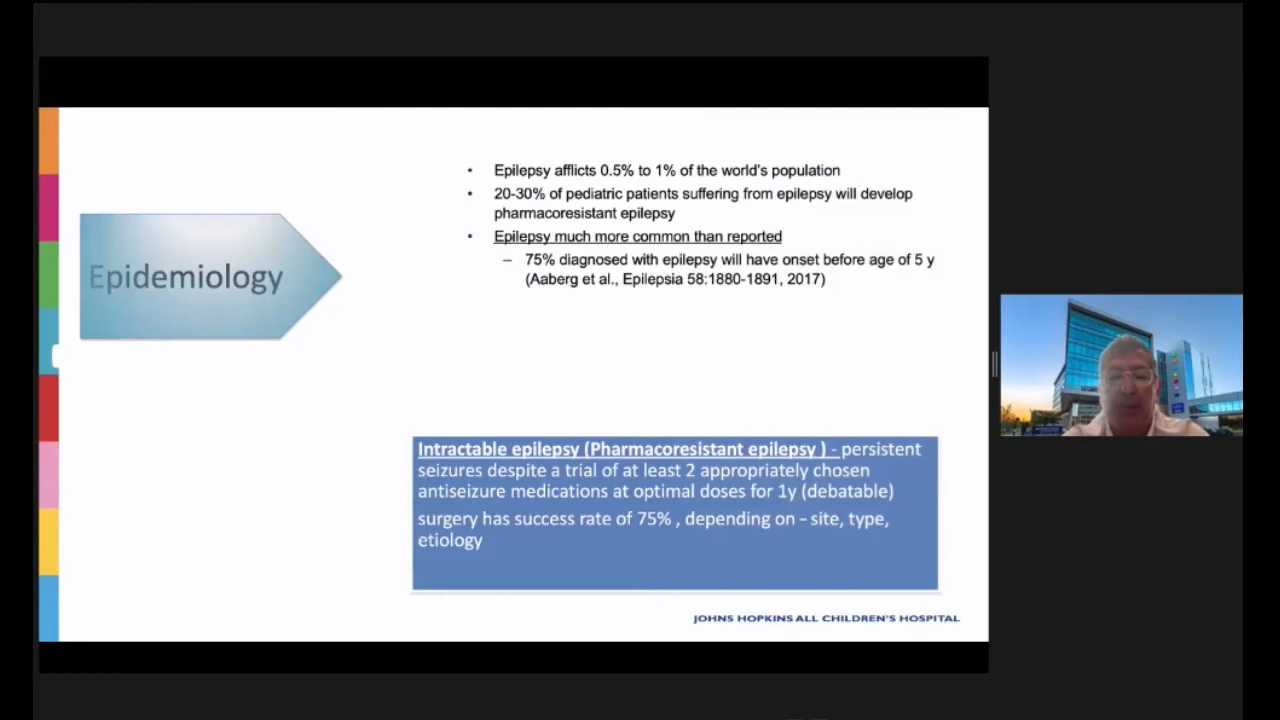 Epidemiology
• Epilepsy afflicts 0.5% to 1% of the world's population
• 20-30% of pediatric patients suffering from epilepsy will develop
pharmacoresistant epilepsy
• Epilepsy much more common than reported
– 75% diagnosed with epilepsy will have onset before age of 5 y
(Aaberg et al., Epilepsia 58:1880-1891, 2017)
Intractable epilepsy (Pharmacoresistant epilepsy ) - persistent
seizures despite a trial of at least 2 appropriately chosen
antiseizure medications at optimal doses for 1y (debatable)
surgery has success rate of 75% , depending on – site, type,
etiology
JOHNS HOPKINS ALL CHILDREN'S HOSPITAL